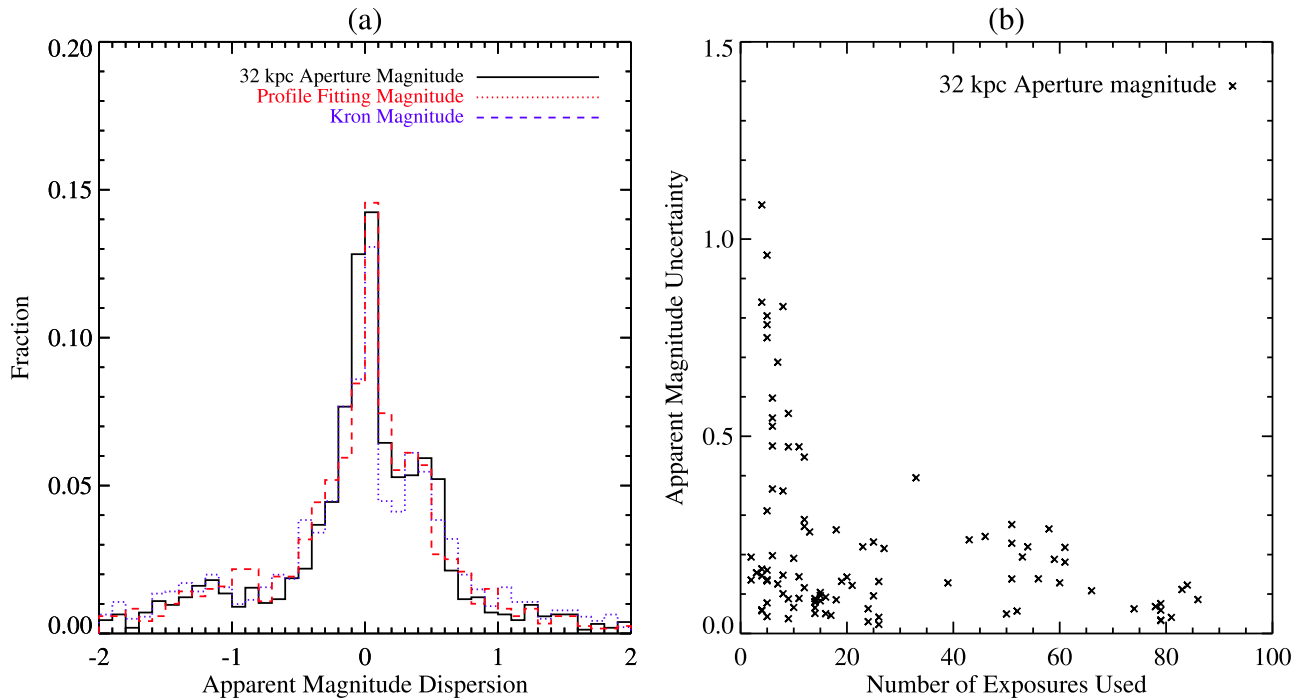 (a)
0.20
0.15
0.10
0.05
0.00
Fraction
32 kpc Aperture Magnitude
Profile Fitting Magnitude
Kron Magnitude
-2
-1
0
1
2
Apparent Magnitude Dispersion
(b)
1.5
1.0
0.5
0.0
Apparent Magnitude Uncertainty
32 kpc Aperture magnitude
0
20
40
60
80
100
Number of Exposures Used